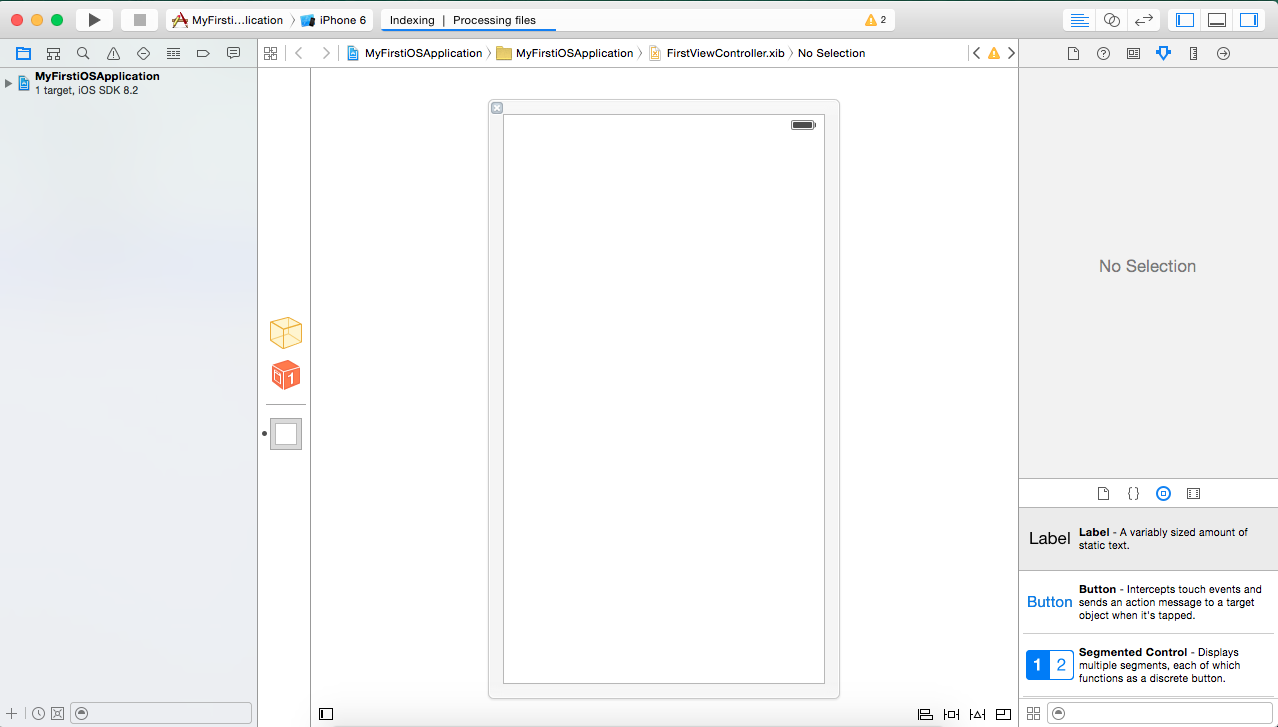 MyFirsti...lication 〉 iPhone 6
Indexing | Processing files
2
MyFirstiOSApplication 〉 MyFirstiOSApplication 〉 FirstViewController.xib 〉 No Selection
MyFirstiOSApplication
1 target, iOS SDK 8.2
1
No Selection
Label
Label - A variably sized amount of
static text.
Button
Button - Intercepts touch events and
sends an action message to a target
object when it's tapped.
1 2
Segmented Control - Displays
multiple segments, each of which
functions as a discrete button.